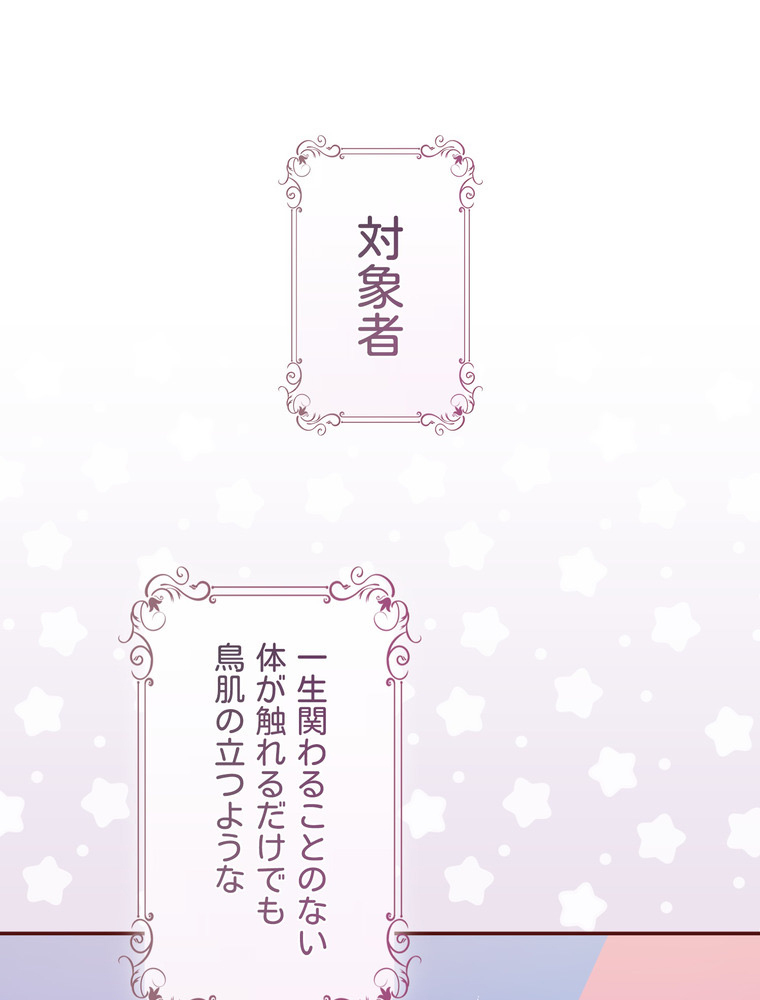 対象者
一生関わることのない
体が触れるだけでも
鳥肌の立つような